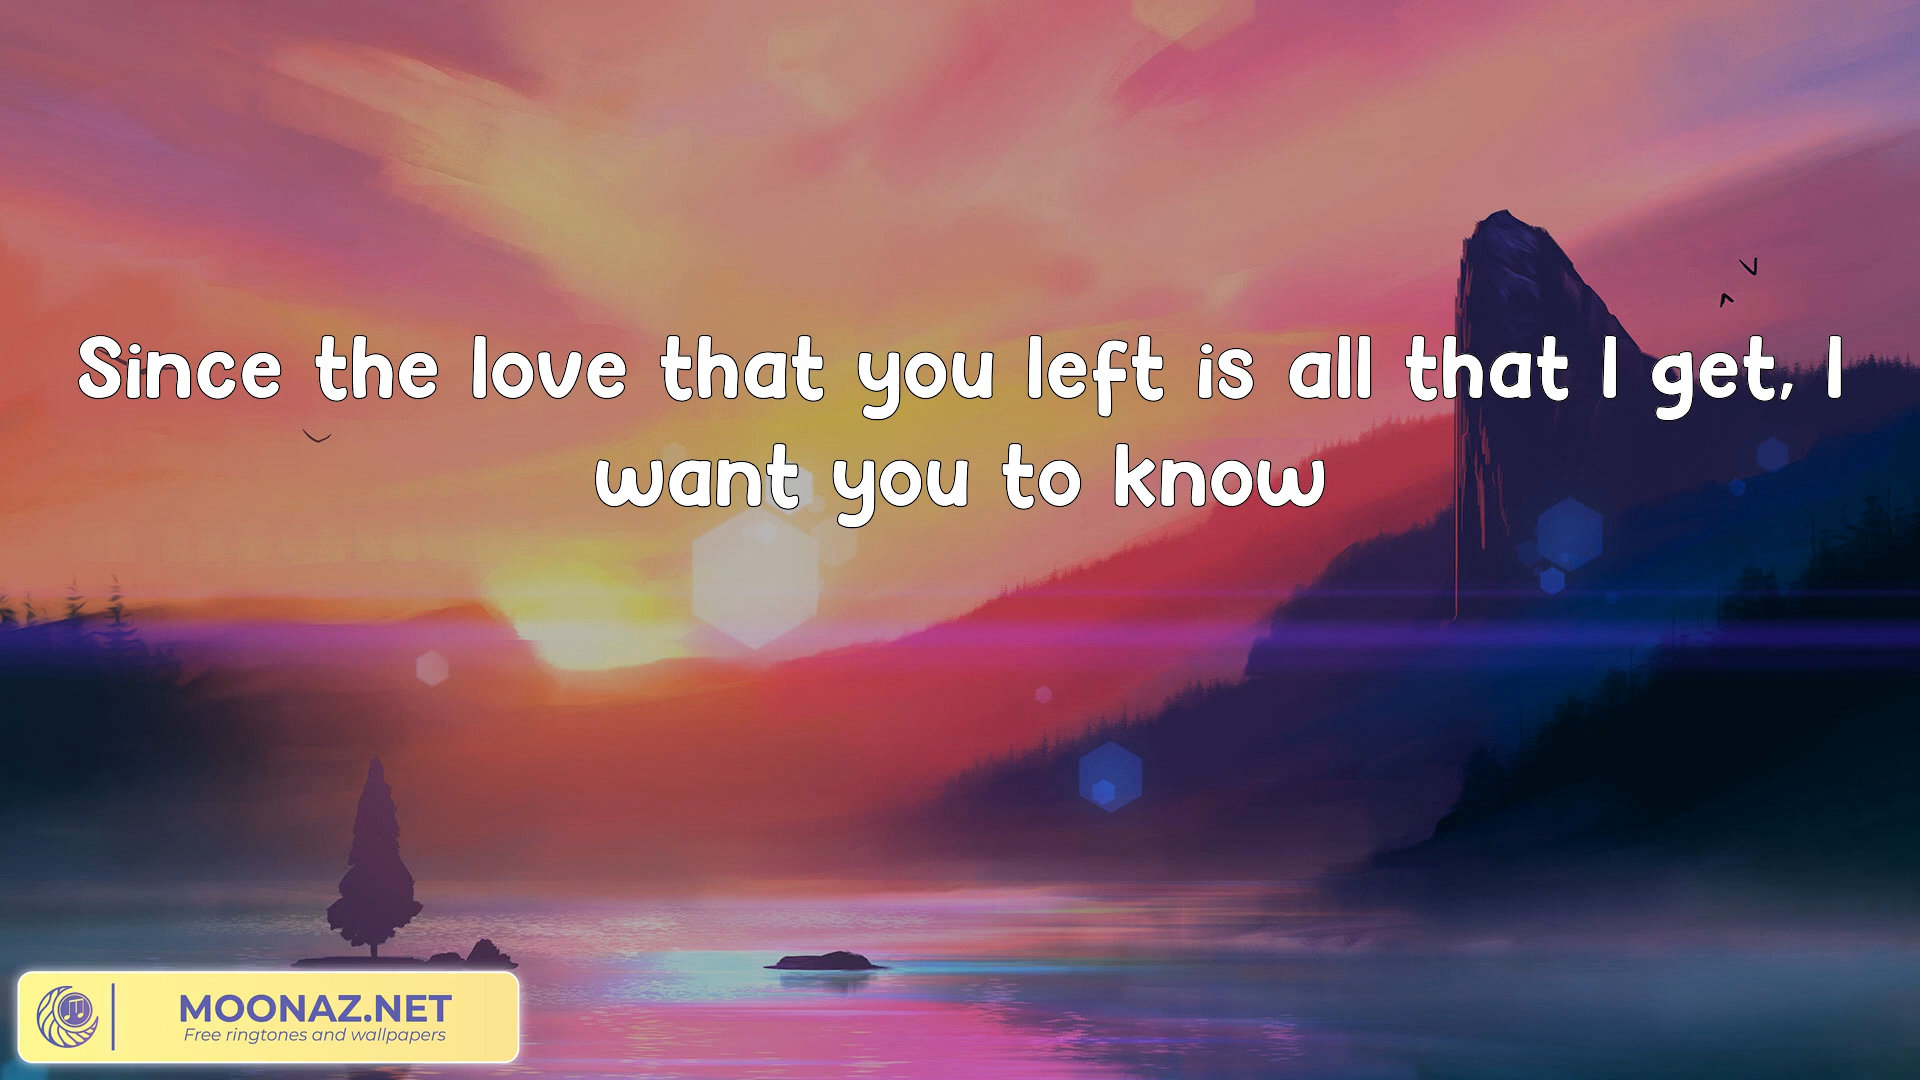 Since the love that you left is all that I get, I
want you to know
MOONAZ.NET
Free ringtones and wallpapers